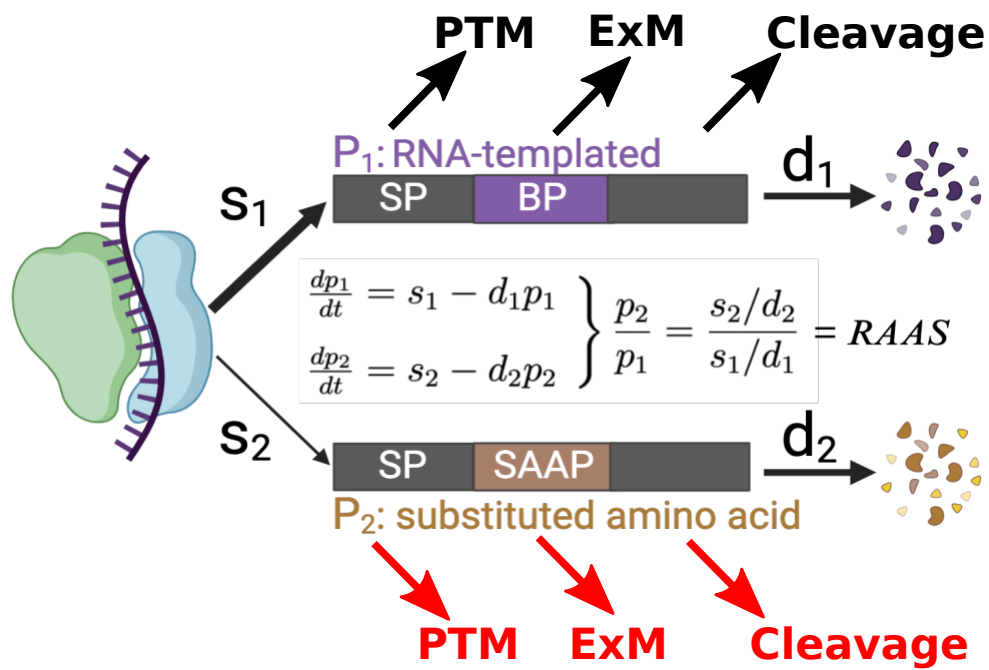 PTM ExM Cleavage
P₁: RNA-templated
s₁
SP BP
d₁
dp₁/dt = s₁ − d₁p₁
dp₂/dt = s₂ − d₂p₂
} p₂/p₁ = (s₂/d₂)/(s₁/d₁) = RAAS
s₂
SP SAAP
d₂
P₂: substituted amino acid
PTM ExM Cleavage